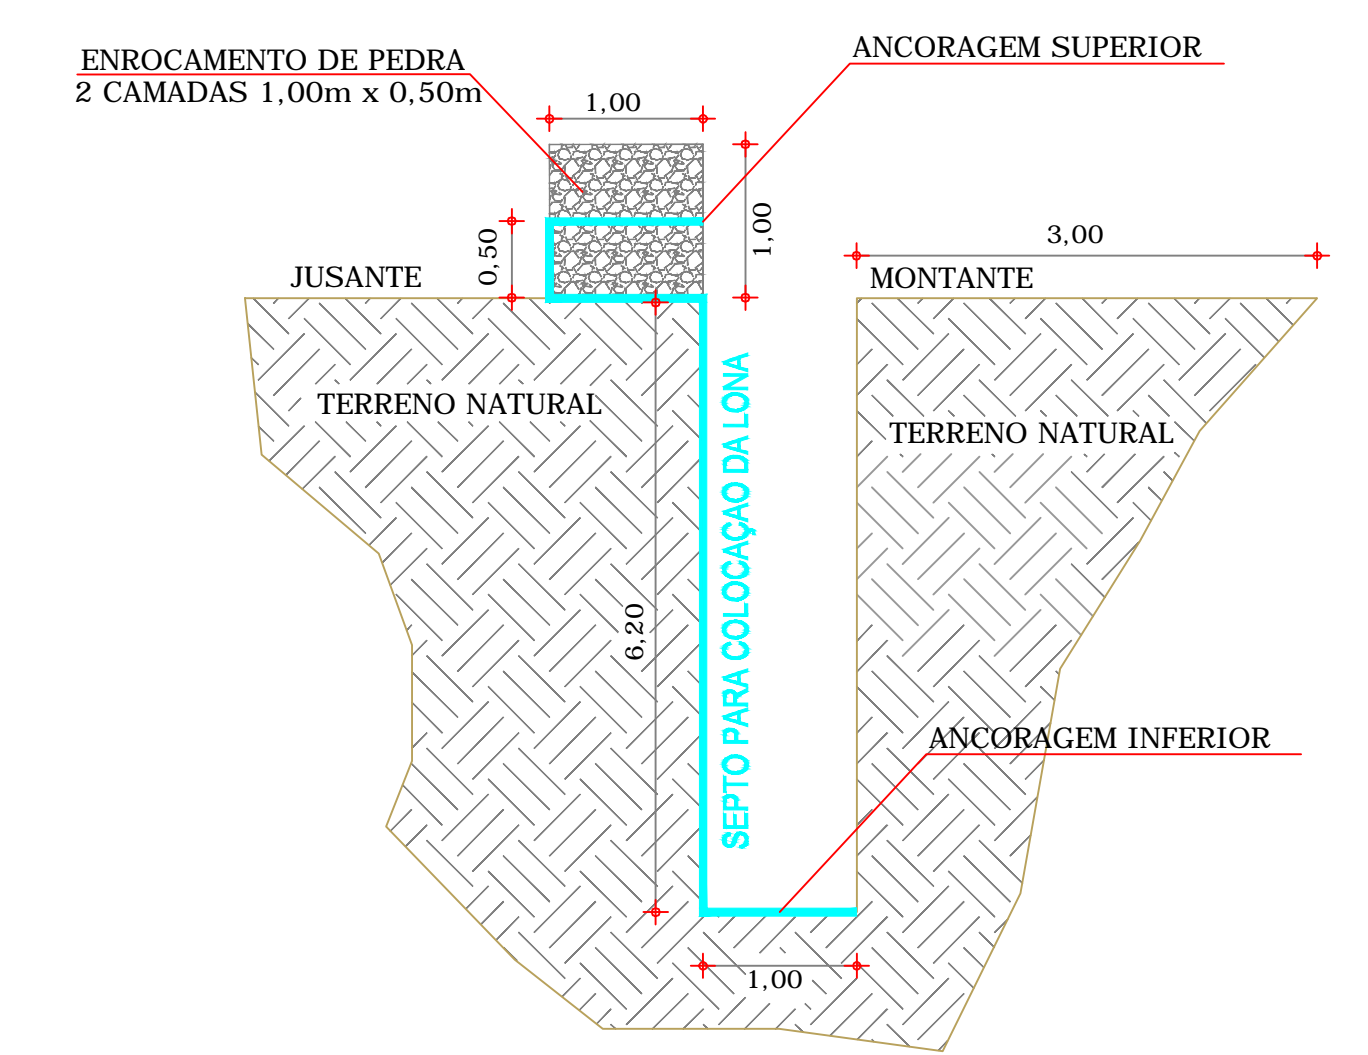 ENROCAMENTO DE PEDRA
2 CAMADAS 1,00m x 0,50m
ANCORAGEM SUPERIOR
1,00
1,00
0,50
3,00
JUSANTE
MONTANTE
TERRENO NATURAL
TERRENO NATURAL
SEPTO PARA COLOCAÇAO DA LONA
6,20
ANCORAGEM INFERIOR
1,00